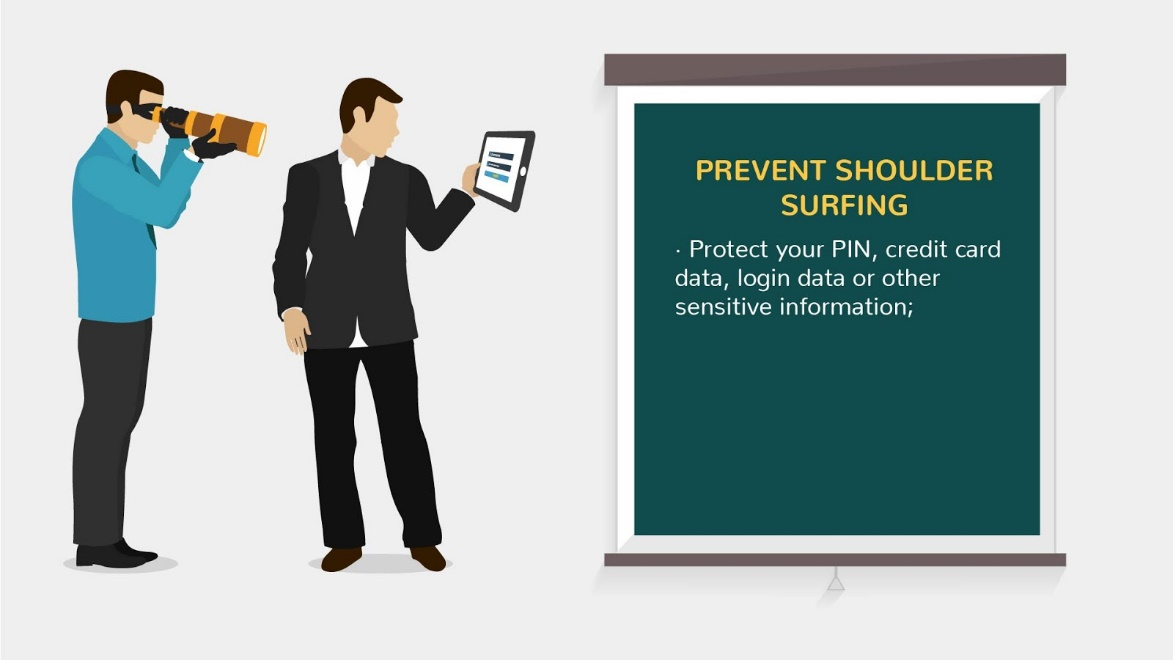 PREVENT SHOULDER
SURFING
· Protect your PIN, credit card
data, login data or other
sensitive information;